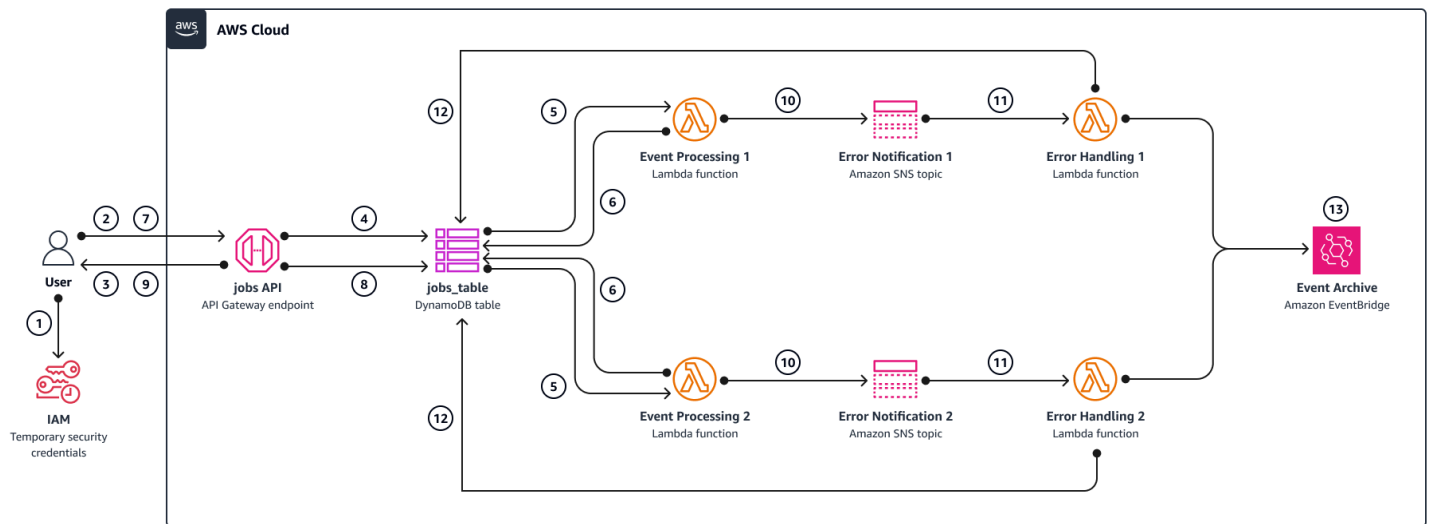 aws
AWS Cloud
12
5
10
11
Event Processing 1
Lambda function
Error Notification 1
Amazon SNS topic
Error Handling 1
Lambda function
6
2
7
4
13
User
3
9
jobs API
API Gateway endpoint
8
jobs_table
DynamoDB table
6
Event Archive
Amazon EventBridge
1
IAM
Temporary security
credentials
5
12
10
11
Event Processing 2
Lambda function
Error Notification 2
Amazon SNS topic
Error Handling 2
Lambda function